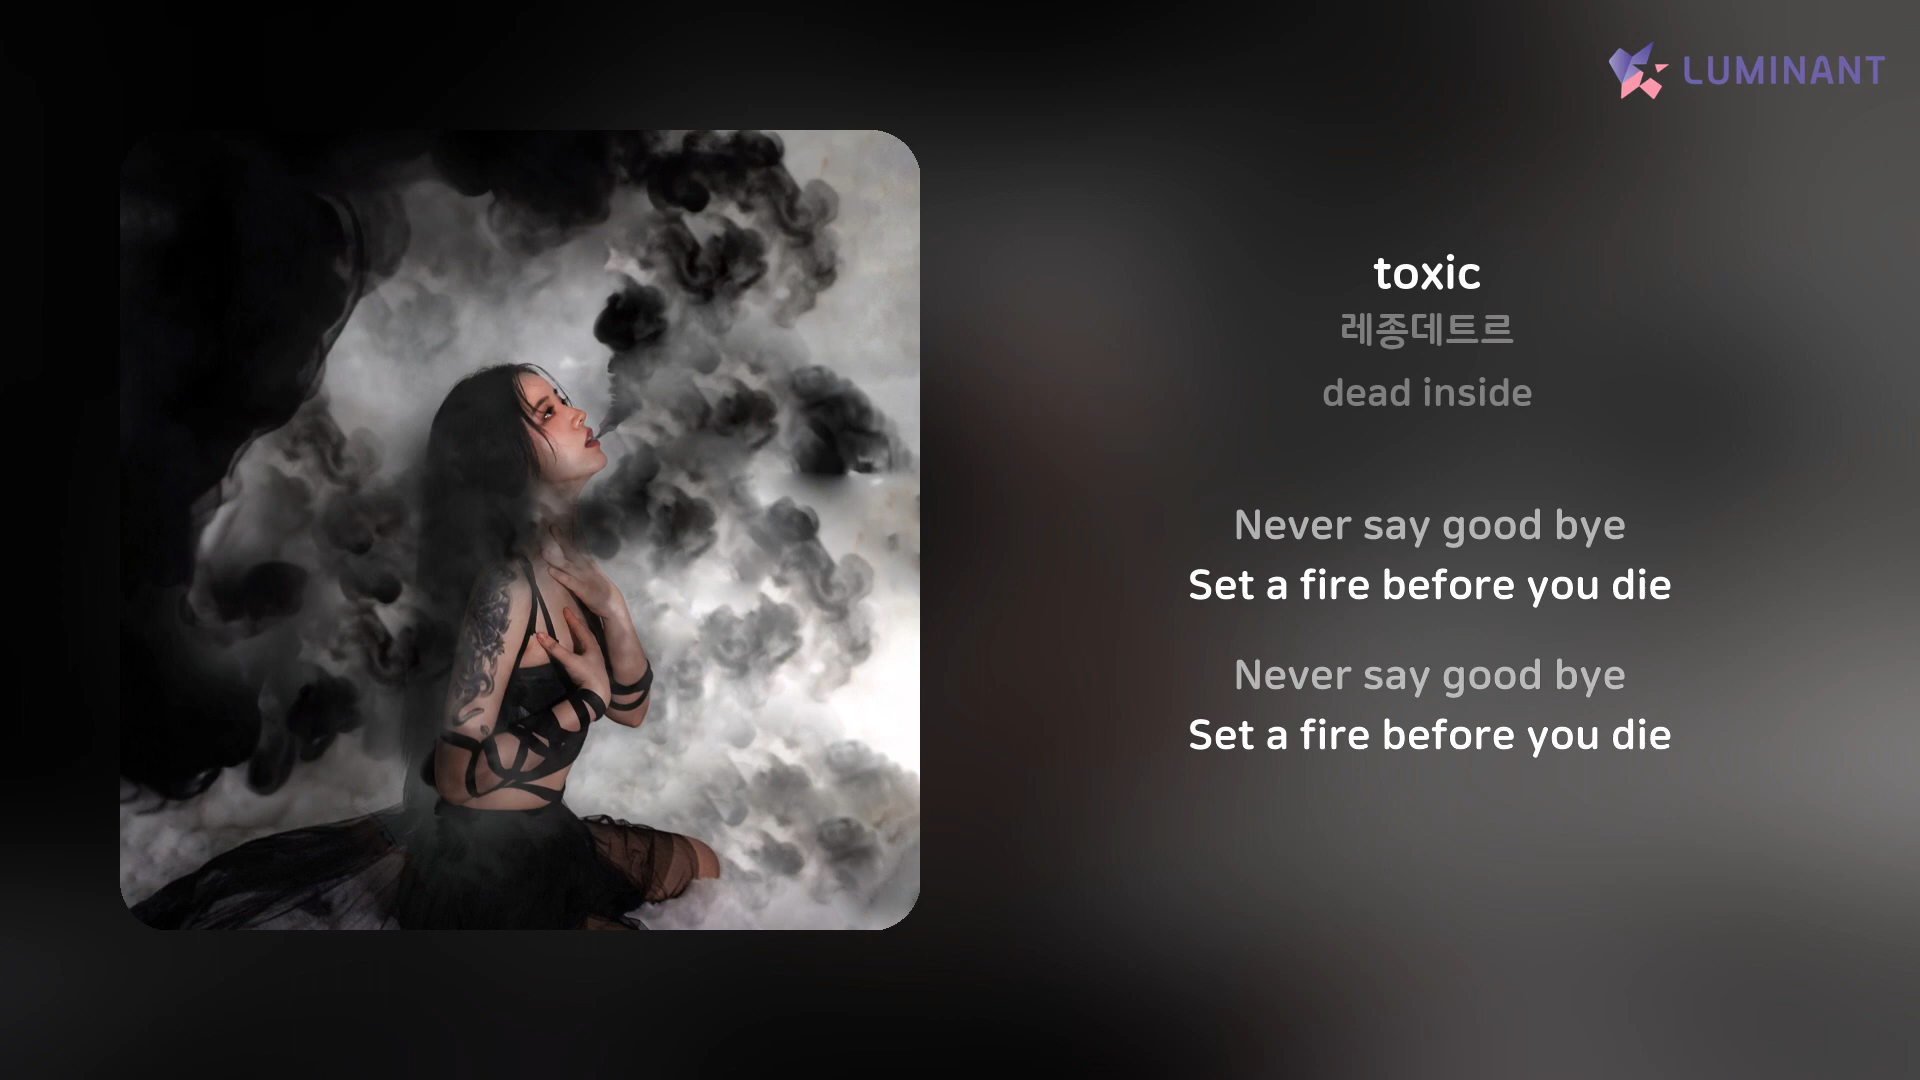 LUMINANT
toxic
레종데트르
dead inside
Never say good bye
Set a fire before you die
Never say good bye
Set a fire before you die